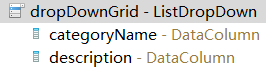 dropDownGrid - ListDropDown
categoryName - DataColumn
description - DataColumn